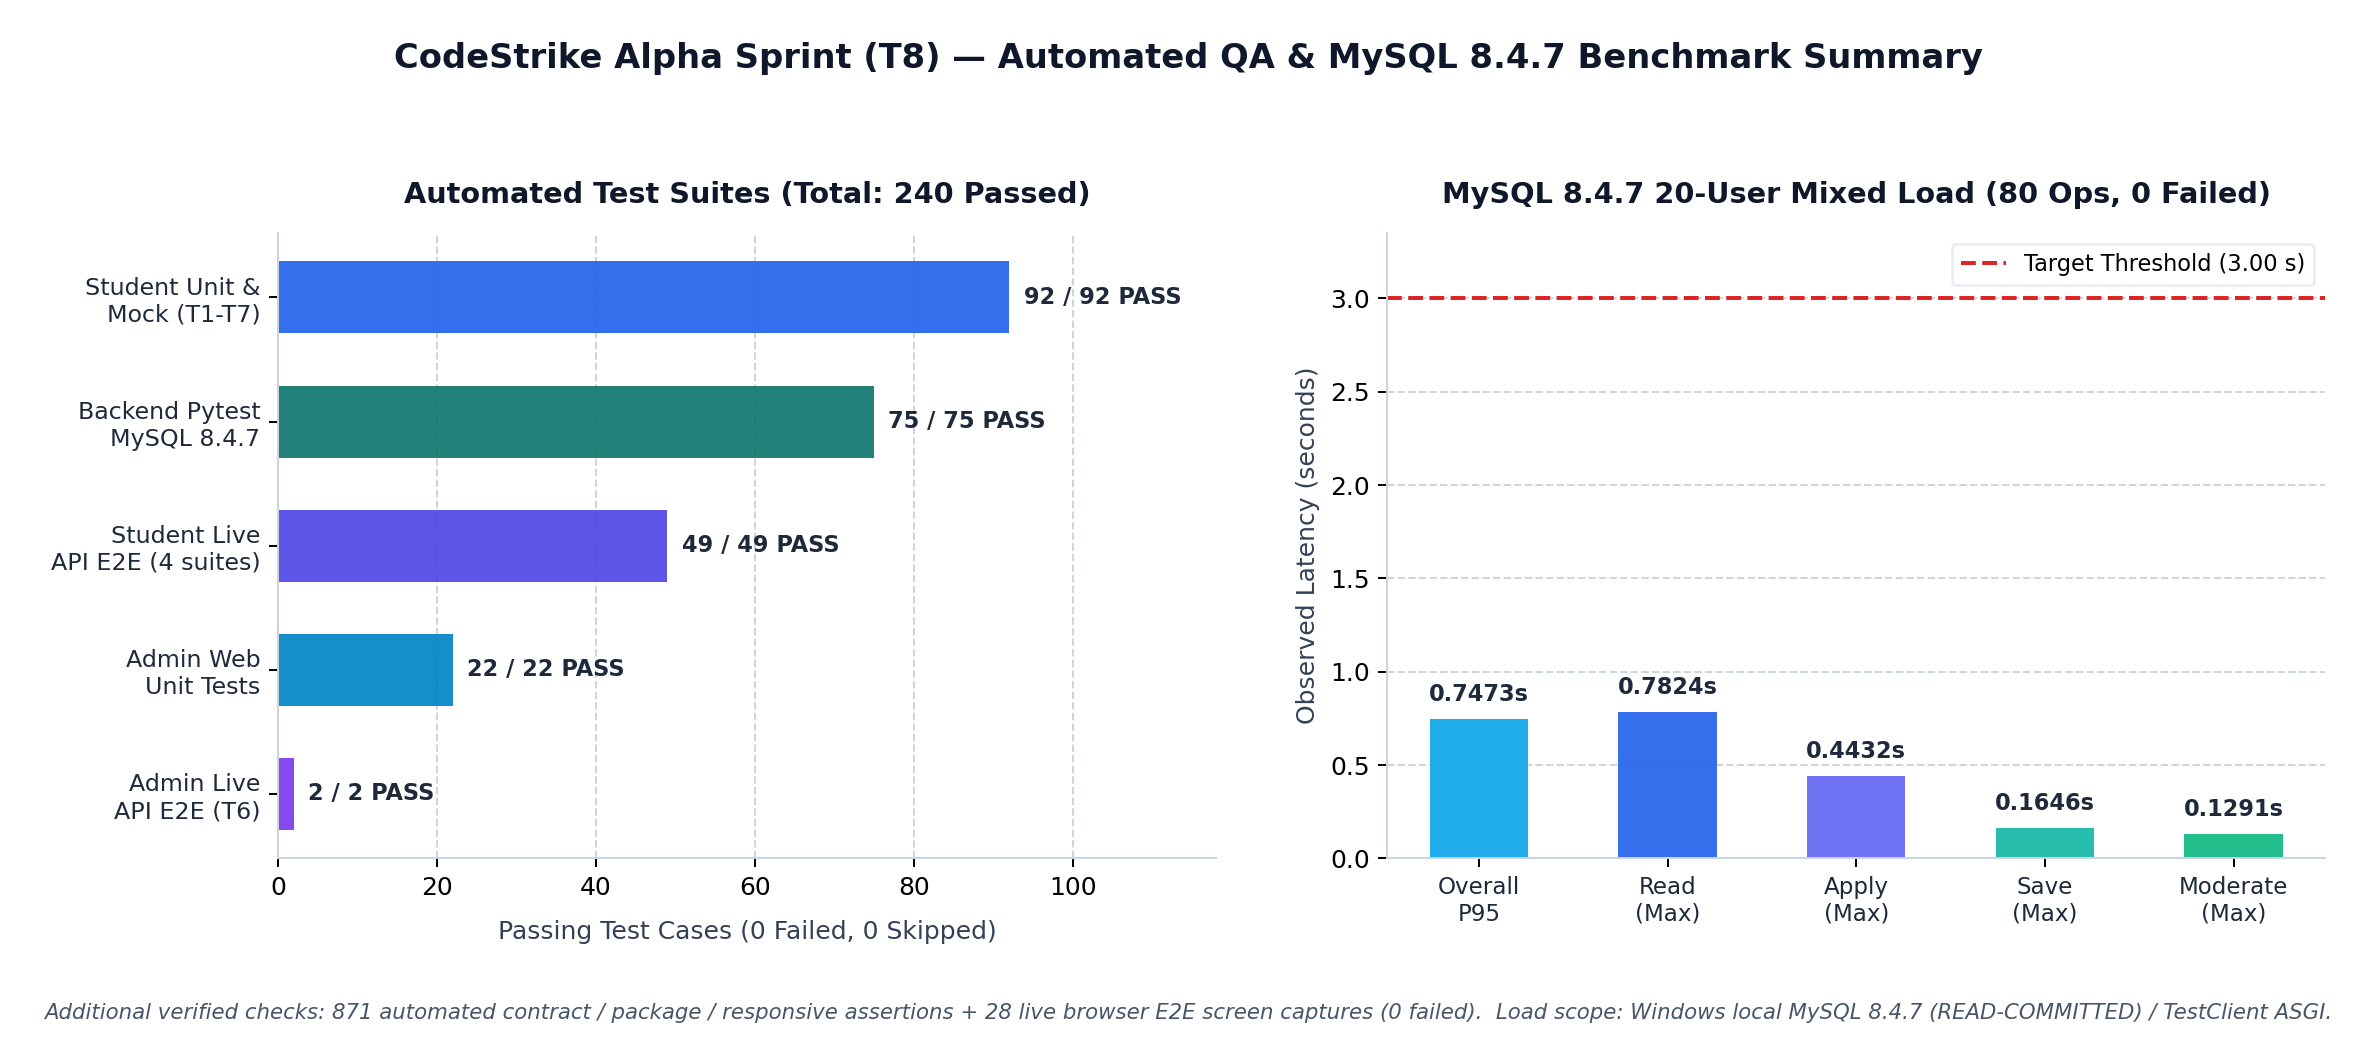 CodeStrike Alpha Sprint (T8) — Automated QA & MySQL 8.4.7 Benchmark Summary
Automated Test Suites (Total: 240 Passed)
Student Unit &
Mock (T1-T7)
92 / 92 PASS
Backend Pytest
MySQL 8.4.7
75 / 75 PASS
Student Live
API E2E (4 suites)
49 / 49 PASS
Admin Web
Unit Tests
22 / 22 PASS
Admin Live
API E2E (T6)
2 / 2 PASS
0 20 40 60 80 100
Passing Test Cases (0 Failed, 0 Skipped)
MySQL 8.4.7 20-User Mixed Load (80 Ops, 0 Failed)
Target Threshold (3.00 s)
Observed Latency (seconds)
3.0
2.5
2.0
1.5
1.0
0.5
0.0
0.7473s
0.7824s
0.4432s
0.1646s
0.1291s
Overall
P95
Read
(Max)
Apply
(Max)
Save
(Max)
Moderate
(Max)
Additional verified checks: 871 automated contract / package / responsive assertions + 28 live browser E2E screen captures (0 failed).  Load scope: Windows local MySQL 8.4.7 (READ-COMMITTED) / TestClient ASGI.